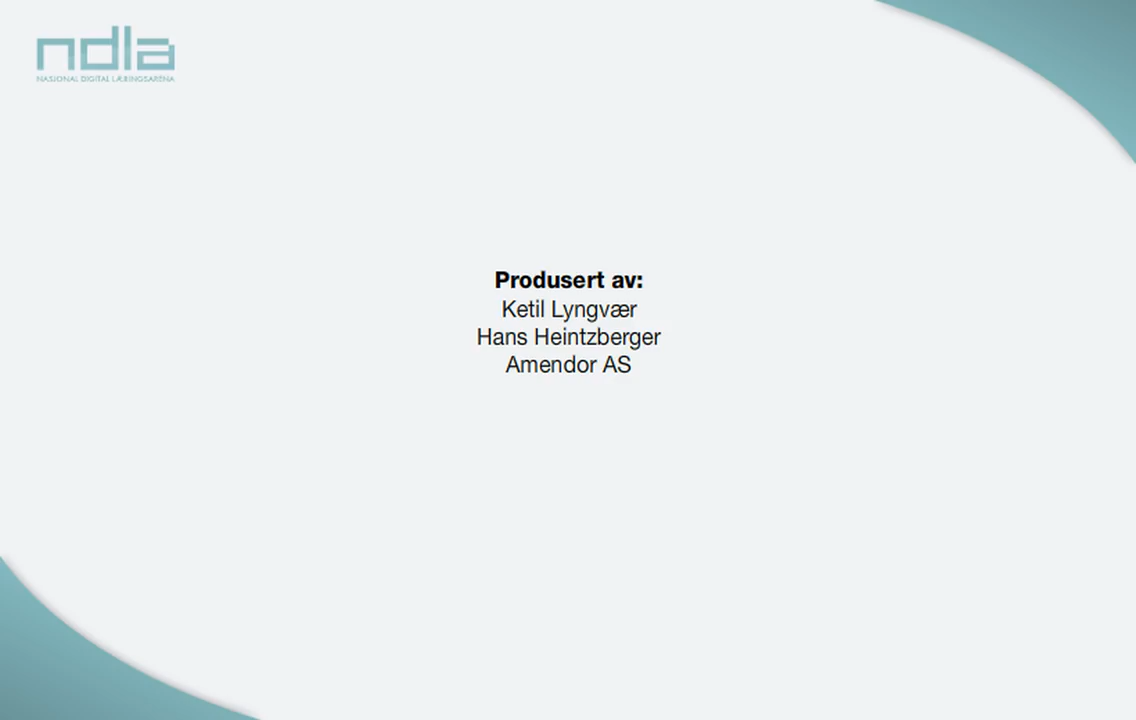 ndla
NASJONAL DIGITAL LÆRINGSARENA
Produsert av:
Ketil Lyngvær
Hans Heintzberger
Amendor AS